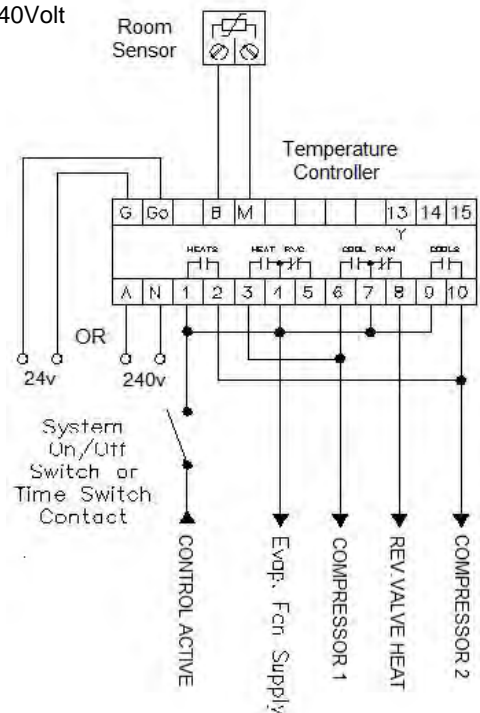 40Volt
Room
Sensor
Temperature
Controller
G Go B M 13 14 15
Y
HEAT2 HEAT RVC COOL RVH COOL2
A N 1 2 3 4 5 6 7 8 9 10
OR
24v 240v
System
On/Off
Switch or
Time Switch
Contact
CONTROL ACTIVE
Evap. Fan Supply
COMPRESSOR 1
REV.VALVE HEAT
COMPRESSOR 2